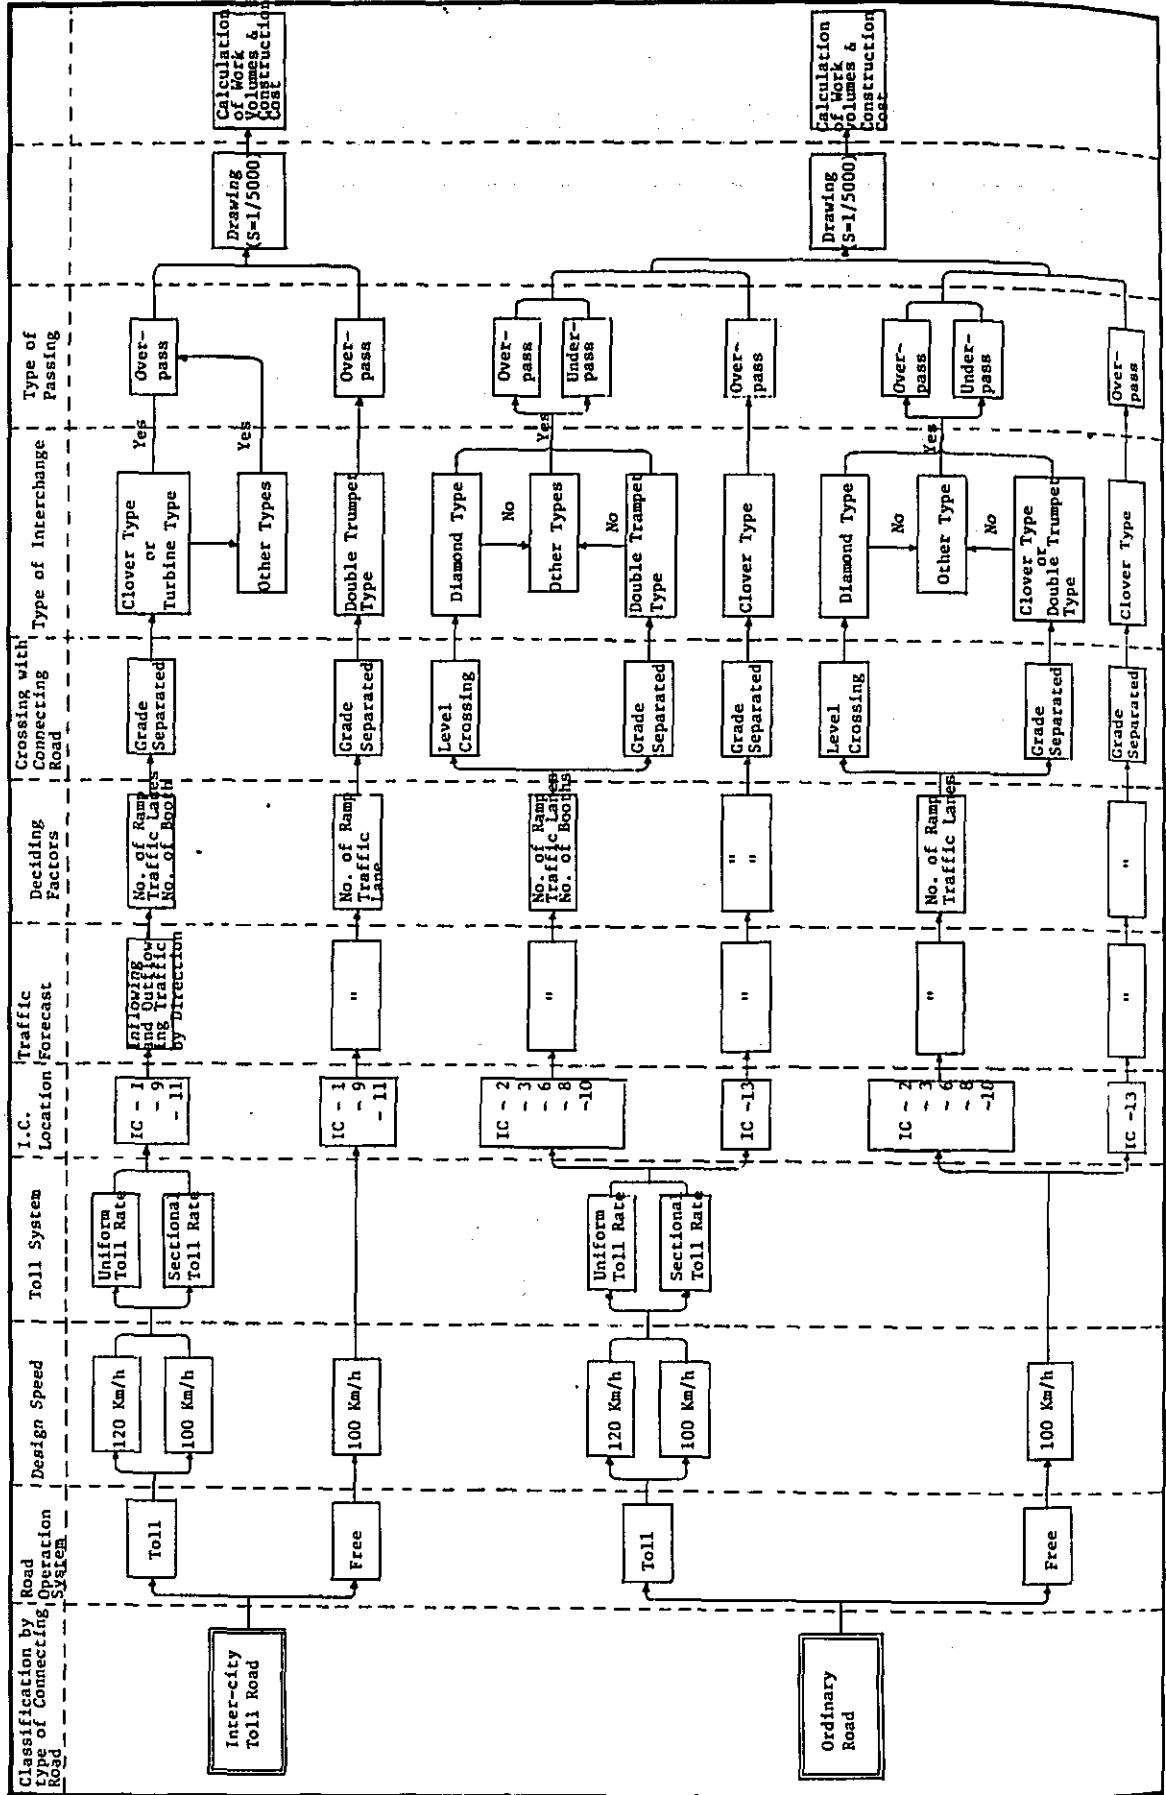 Classification by
type of Connecting
Road
Road
Operation
System
Design Speed
Toll System
I.C.
Location
Traffic
Forecast
Deciding
Factors
Crossing with
Connecting
Road
Type of Interchange
Type of
Passing
Inter-city
Toll Road
Toll
120 Km/h
100 Km/h
Uniform
Toll Rate
Sectional
Toll Rate
IC - 1
- 9
- 11
Inflowing
and Outflow
ing Traffic
by Direction
No. of Ramp
Traffic Lanes
No. of Booth
Grade
Separated
Clover Type
or
Turbine Type
Other Types
Yes
Yes
Over-
pass
Free
100 Km/h
IC - 1
- 9
- 11
"
No. of Ramp
Traffic
Lane
Grade
Separated
Double Trumpet
Type
Over-
pass
Drawing
(S=1/5000)
Calculation
of Work
Volumes &
Construction
Cost
Ordinary
Road
Toll
120 Km/h
100 Km/h
Uniform
Toll Rate
Sectional
Toll Rate
IC - 2
- 3
- 6
- 8
-10
"
No. of Ramp
Traffic Lanes
No. of Booths
Level
Crossing
Grade
Separated
Diamond Type
No
Other Types
No
Double Trampet
Type
Yes
Over-
pass
Under-
pass
IC -13
"
"
"
Grade
Separated
Clover Type
Over-
pass
Free
100 Km/h
IC - 2
- 3
- 6
- 8
-10
"
No. of Ramp
Traffic Lanes
Level
Crossing
Grade
Separated
Diamond Type
No
Other Type
No
Clover Type
or
Double Trumpet
Type
Yes
Over-
pass
Under-
pass
IC -13
"
"
Grade
Separated
Clover Type
Over-
pass
Drawing
(S=1/5000)
Calculation
of Work
Volumes &
Construction
Cost